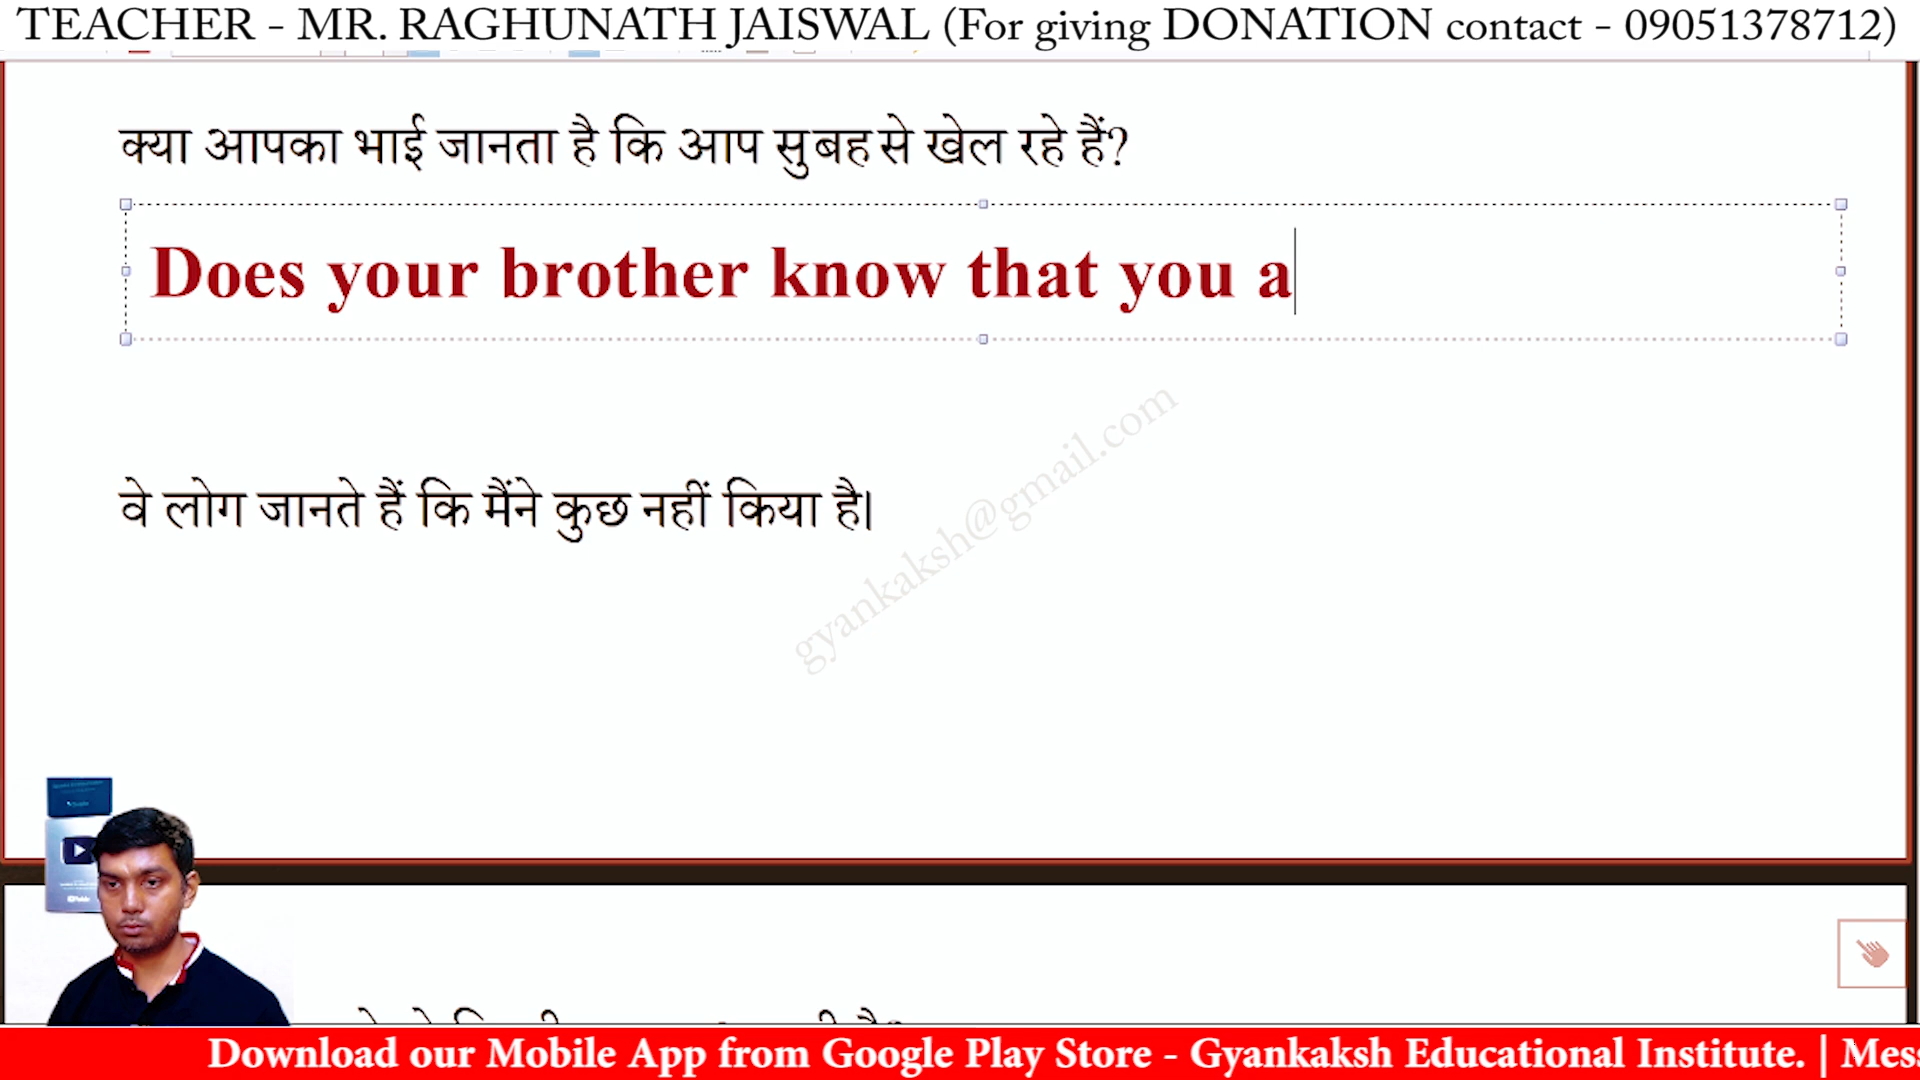 TEACHER - MR. RAGHUNATH JAISWAL (For giving DONATION contact - 09051378712)
क्या आपका भाई जानता है कि आप सुबह से खेल रहे हैं?
Does your brother know that you a
gyankaksh@gmail.com
वे लोग जानते हैं कि मैंने कुछ नहीं किया है।
Download our Mobile App from Google Play Store - Gyankaksh Educational Institute. | Mess